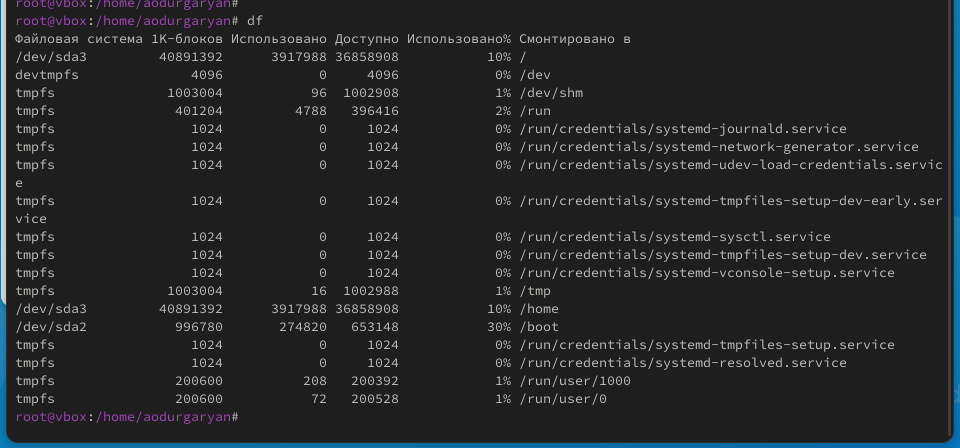 root@vbox:/home/aodurgaryan#
root@vbox:/home/aodurgaryan# df
Файловая система 1K-блоков Использовано Доступно Использовано% Смонтировано в
/dev/sda3         40891392      3917988 36858908           10% /
devtmpfs              4096            0     4096            0% /dev
tmpfs              1003004           96  1002908            1% /dev/shm
tmpfs               401204         4788   396416            2% /run
tmpfs                 1024            0     1024            0% /run/credentials/systemd-journald.service
tmpfs                 1024            0     1024            0% /run/credentials/systemd-network-generator.service
tmpfs                 1024            0     1024            0% /run/credentials/systemd-udev-load-credentials.servic
e
tmpfs                 1024            0     1024            0% /run/credentials/systemd-tmpfiles-setup-dev-early.ser
vice
tmpfs                 1024            0     1024            0% /run/credentials/systemd-sysctl.service
tmpfs                 1024            0     1024            0% /run/credentials/systemd-tmpfiles-setup-dev.service
tmpfs                 1024            0     1024            0% /run/credentials/systemd-vconsole-setup.service
tmpfs              1003004           16  1002988            1% /tmp
/dev/sda3         40891392      3917988 36858908           10% /home
/dev/sda2           996780       274820   653148           30% /boot
tmpfs                 1024            0     1024            0% /run/credentials/systemd-tmpfiles-setup.service
tmpfs                 1024            0     1024            0% /run/credentials/systemd-resolved.service
tmpfs               200600          208   200392            1% /run/user/1000
tmpfs               200600           72   200528            1% /run/user/0
root@vbox:/home/aodurgaryan#